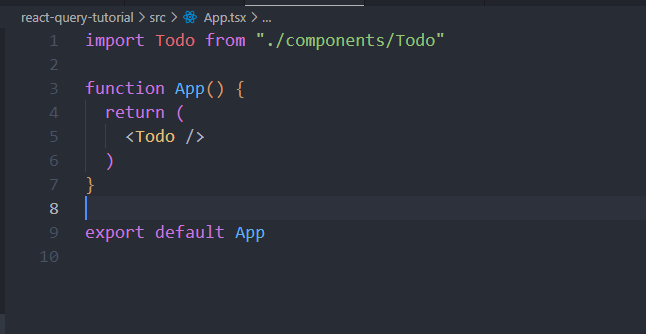 react-query-tutorial > src > App.tsx > ...
1 import Todo from "./components/Todo"
2
3 function App() {
4   return (
5     <Todo />
6   )
7 }
8
9 export default App
10